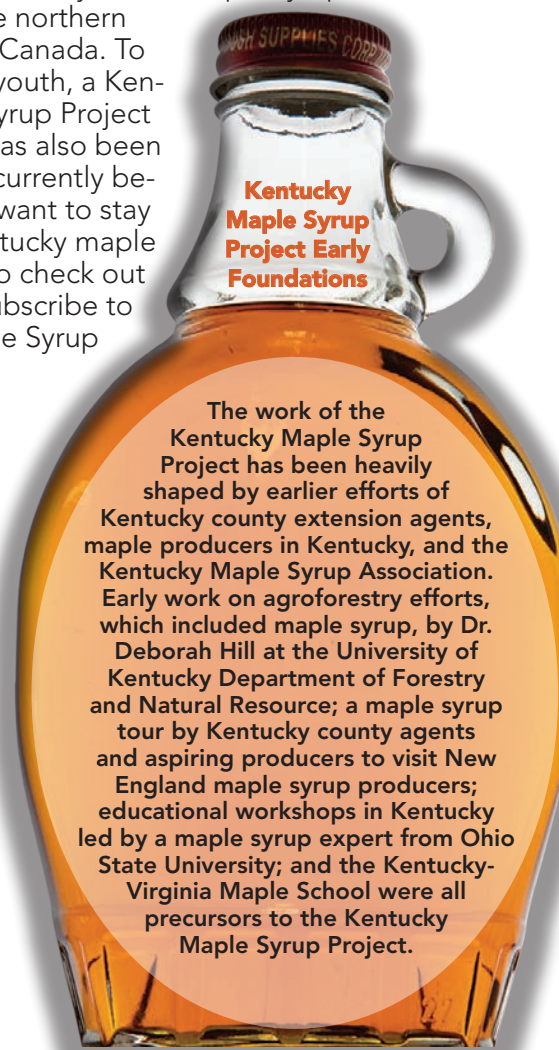 e northern
Canada. To
youth, a Ken-
yrup Project
as also been
currently be-
want to stay
tucky maple
o check out
ubscribe to
e Syrup
SUPPLIES CORP
Kentucky
Maple Syrup
Project Early
Foundations
The work of the
Kentucky Maple Syrup
Project has been heavily
shaped by earlier efforts of
Kentucky county extension agents,
maple producers in Kentucky, and the
Kentucky Maple Syrup Association.
Early work on agroforestry efforts,
which included maple syrup, by Dr.
Deborah Hill at the University of
Kentucky Department of Forestry
and Natural Resource; a maple syrup
tour by Kentucky county agents
and aspiring producers to visit New
England maple syrup producers;
educational workshops in Kentucky
led by a maple syrup expert from Ohio
State University; and the Kentucky-
Virginia Maple School were all
precursors to the Kentucky
Maple Syrup Project.